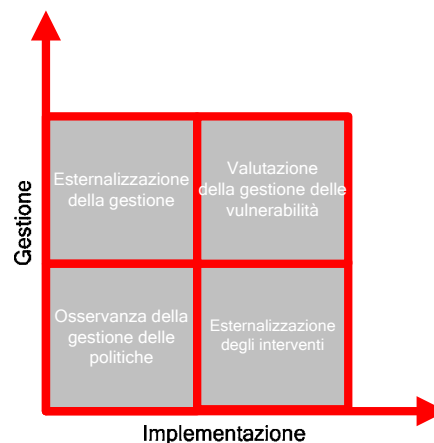 Esternalizzazione
della gestione
Valutazione
della gestione delle
vulnerabilità
Gestione
Osservanza della
gestione delle
politiche
Esternalizzazione
degli interventi
Implementazione